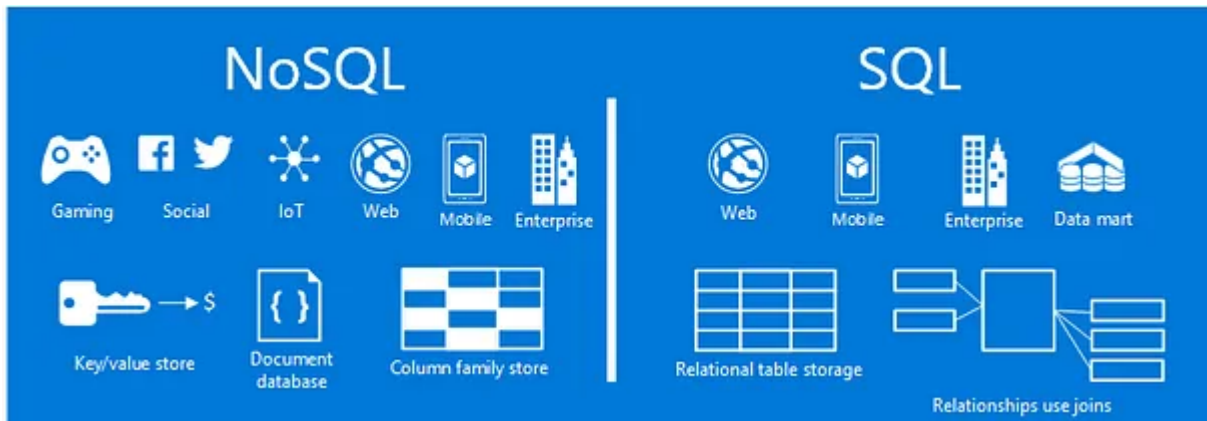 NoSQL
SQL
Gaming
Social
IoT
Web
Mobile
Enterprise
Web
Mobile
Enterprise
Data mart
$
{ }
Key/value store
Document
database
Column family store
Relational table storage
Relationships use joins